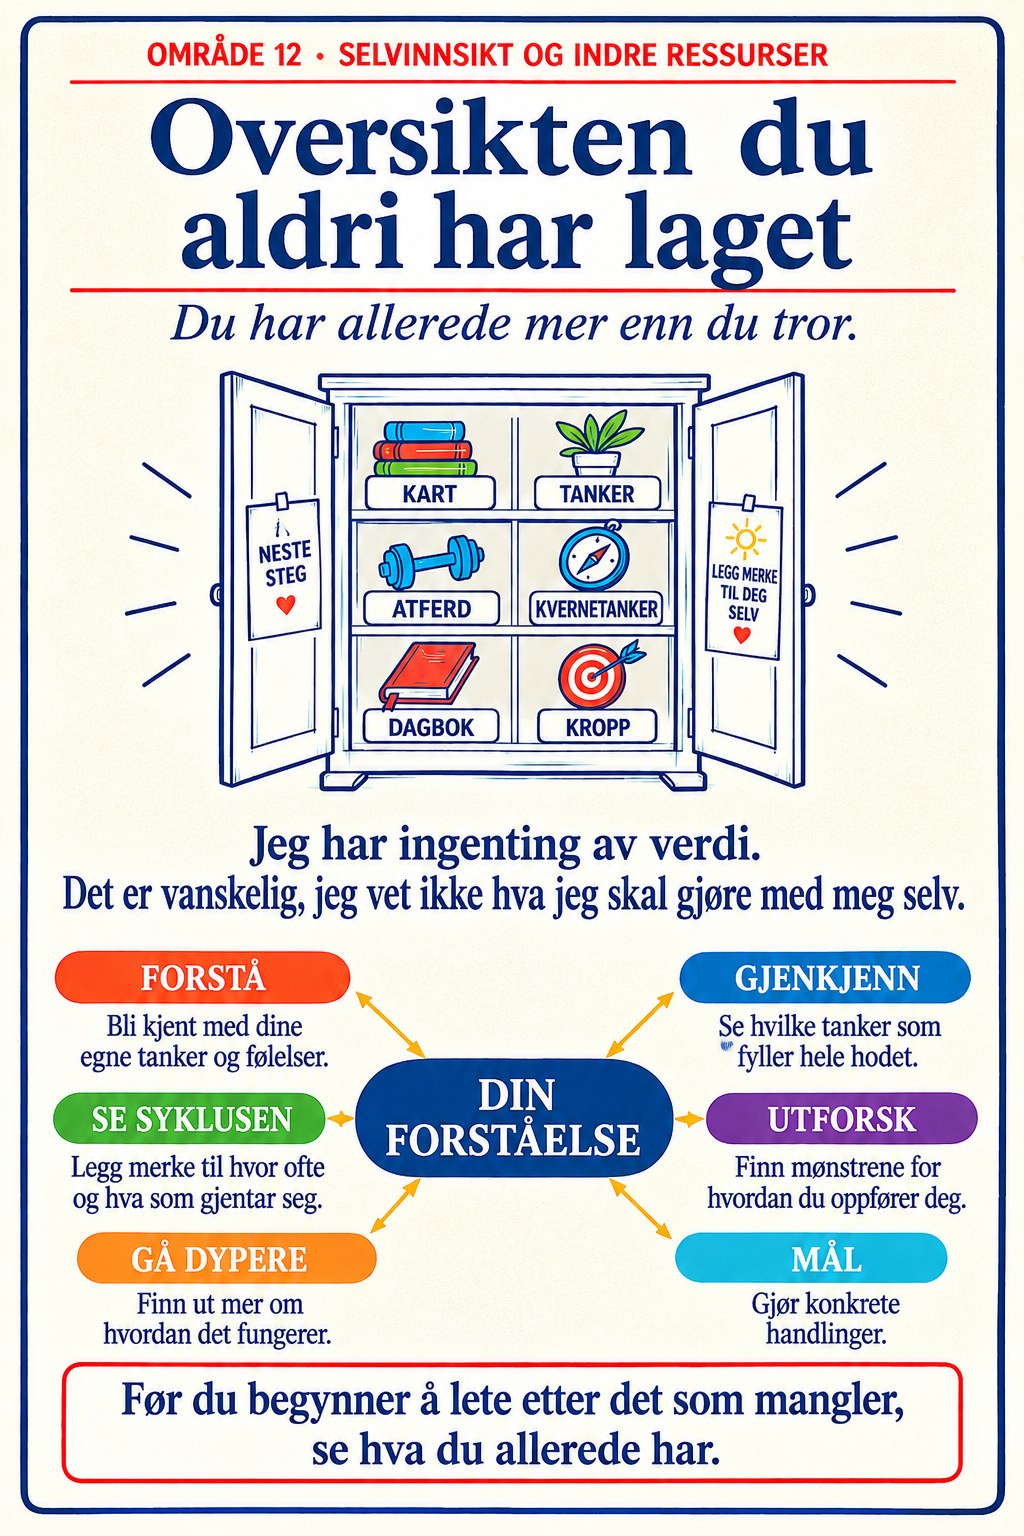 OMRÅDE 12 • SELVINNSIKT OG INDRE RESSURSER
Oversikten du
aldri har laget
Du har allerede mer enn du tror.
KART
TANKER
NESTE
STEG
LEGG MERKE
TIL DEG
SELV
ATFERD
KVERNETANKER
DAGBOK
KROPP
Jeg har ingenting av verdi.
Det er vanskelig, jeg vet ikke hva jeg skal gjøre med meg selv.
FORSTÅ
Bli kjent med dine
egne tanker og følelser.
GJENKJENN
Se hvilke tanker som
fyller hele hodet.
DIN
FORSTÅELSE
SE SYKLUSEN
Legg merke til hvor ofte
og hva som gjentar seg.
UTFORSK
Finn mønstrene for
hvordan du oppfører deg.
GÅ DYPERE
Finn ut mer om
hvordan det fungerer.
MÅL
Gjør konkrete
handlinger.
Før du begynner å lete etter det som mangler,
se hva du allerede har.